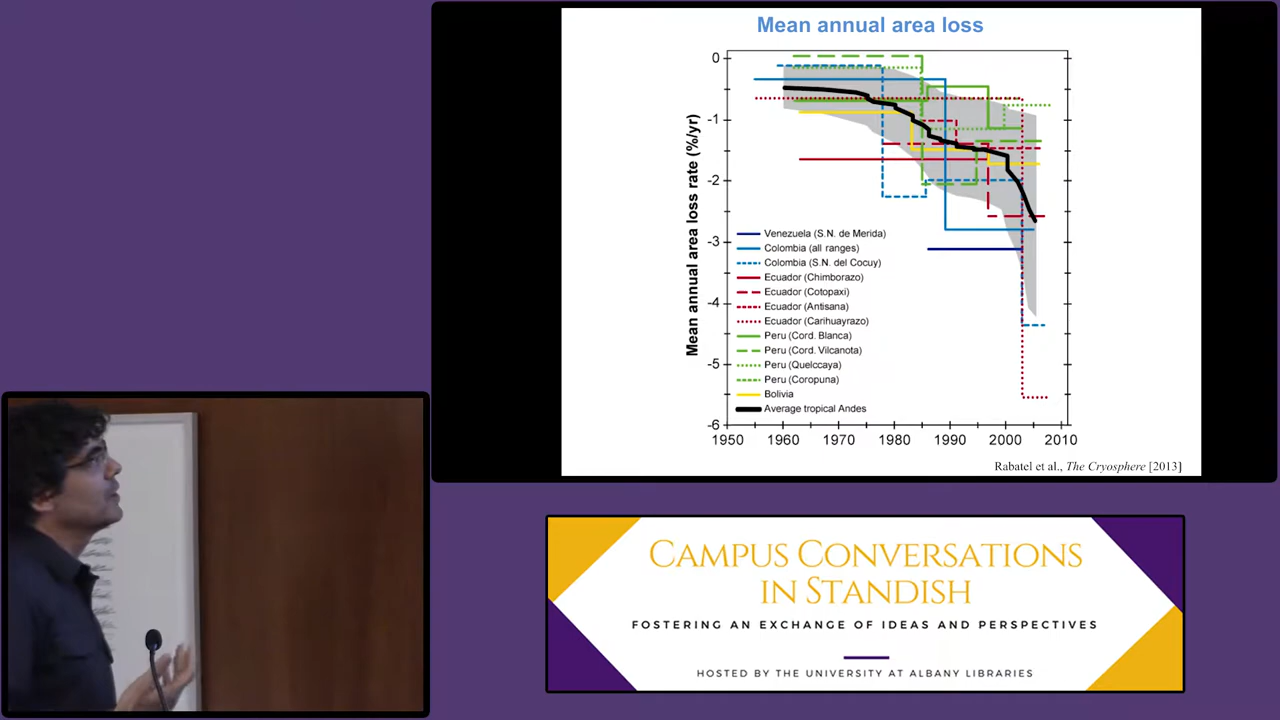 Mean annual area loss
Mean annual area loss rate (%/yr)
0
-1
-2
-3
-4
-5
-6
1950 1960 1970 1980 1990 2000 2010
Venezuela (S.N. de Merida)
Colombia (all ranges)
Colombia (S.N. del Cocuy)
Ecuador (Chimborazo)
Ecuador (Cotopaxi)
Ecuador (Antisana)
Ecuador (Carihuayrazo)
Peru (Cord. Blanca)
Peru (Cord. Vilcanota)
Peru (Quelccaya)
Peru (Coropuna)
Bolivia
Average tropical Andes
Rabatel et al., The Cryosphere [2013]
CAMPUS CONVERSATIONS
IN STANDISH
FOSTERING AN EXCHANGE OF IDEAS AND PERSPECTIVES
HOSTED BY THE UNIVERSITY AT ALBANY LIBRARIES